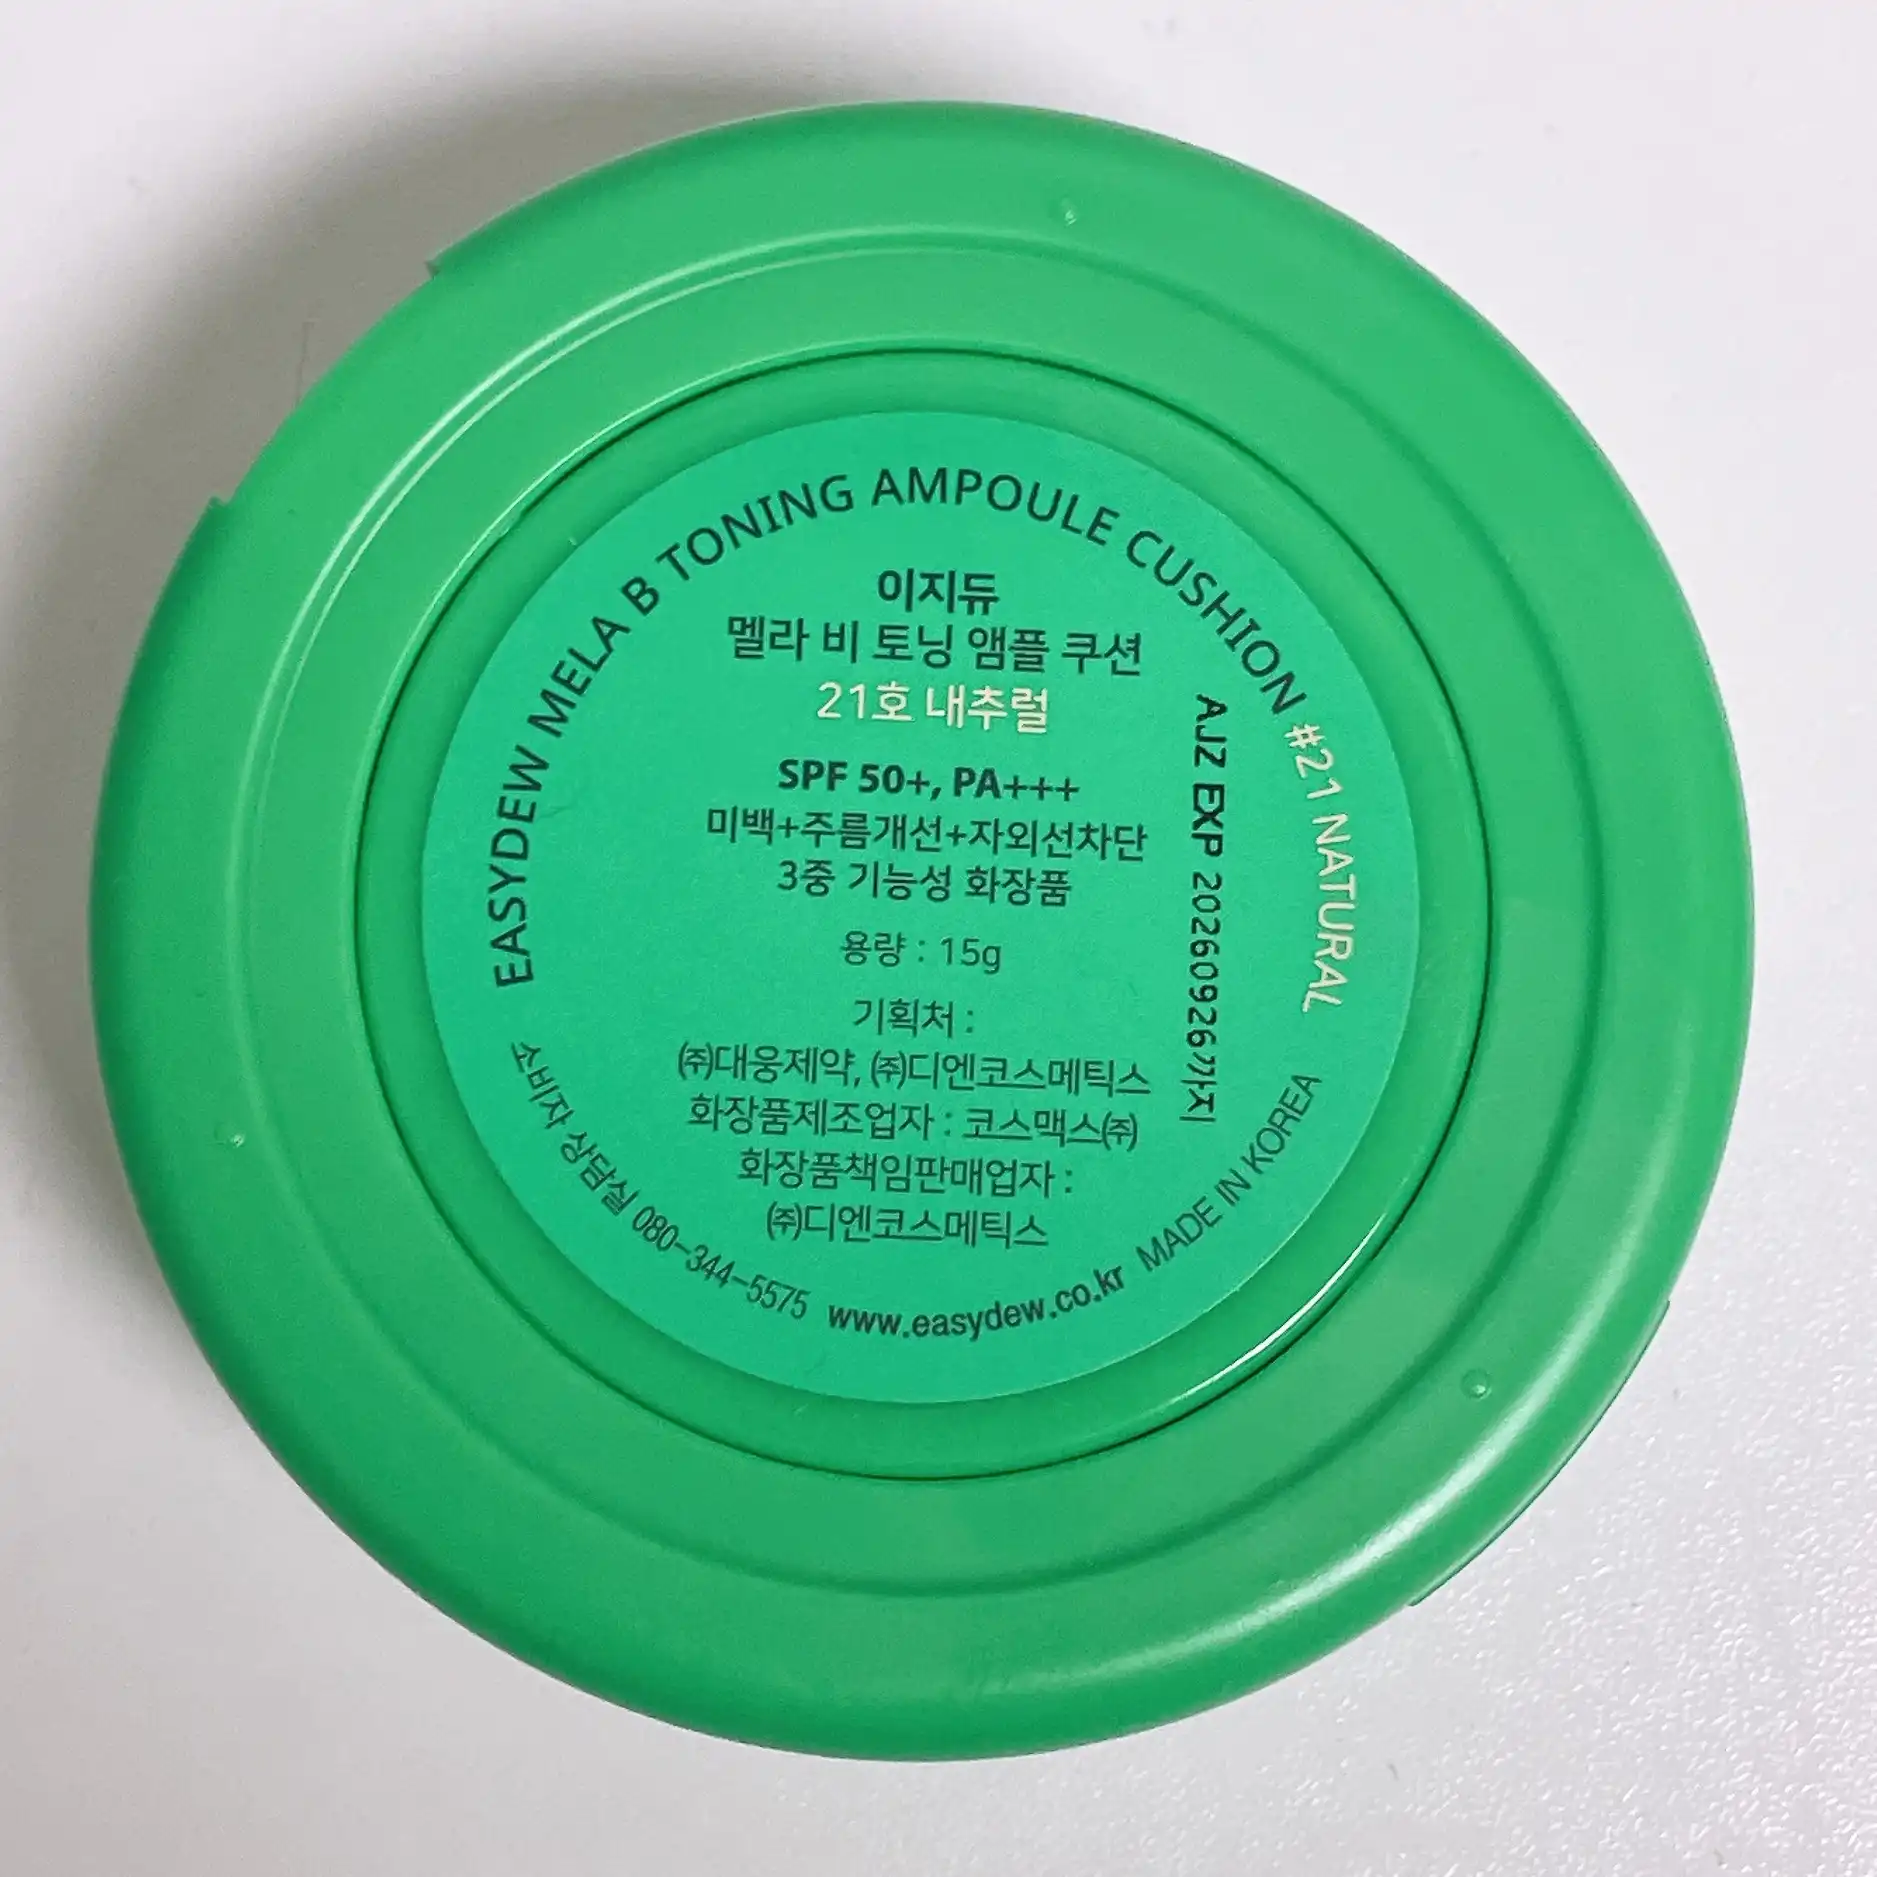 EASYDEW MELA B TONING AMPOULE CUSHION #21 NATURAL
이지듀
멜라 비 토닝 앰플 쿠션
21호 내추럴
SPF 50+, PA+++
미백+주름개선+자외선차단
3중 기능성 화장품
용량 : 15g
기획처 :
㈜대웅제약, ㈜디엔코스메틱스
화장품제조업자 : 코스맥스㈜
화장품책임판매업자 :
㈜디엔코스메틱스
AJZ EXP 20260926까지
소비자 상담실 080-344-5575 www.easydew.co.kr MADE IN KOREA